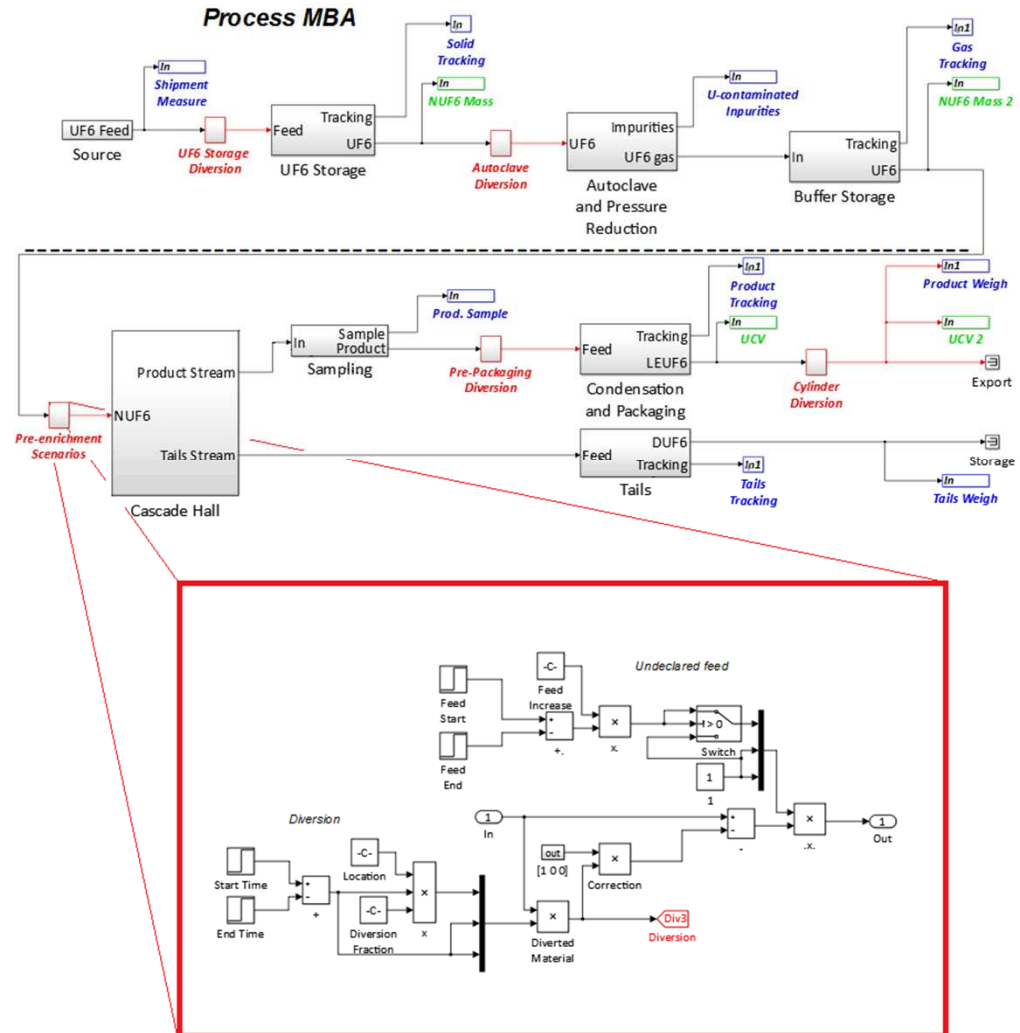 Process MBA
In
Solid
Tracking
In
Shipment
Measure
In
NUF6 Mass
In
U-contaminated
Inpurities
In1
Gas
Tracking
In
NUF6 Mass 2
UF6 Feed
Source
UF6 Storage
Diversion
Feed
Tracking
UF6
UF6 Storage
Autoclave
Diversion
UF6
Impurities
UF6 gas
Autoclave
and Pressure
Reduction
In
Tracking
UF6
Buffer Storage
In
Prod. Sample
In1
Product
Tracking
In
UCV
In1
Product Weigh
In
UCV 2
Export
Pre-enrichment
Scenarios
NUF6
Product Stream
Tails Stream
Cascade Hall
In
Sample
Product
Sampling
Pre-Packaging
Diversion
Feed
Tracking
LEUF6
Condensation
and Packaging
Cylinder
Diversion
Feed
DUF6
Tracking
Tails
In1
Tails
Tracking
Storage
In
Tails Weigh
Undeclared feed
Feed
Start
Feed
End
-C-
Feed
Increase
+
-
+.
×
x.
! > 0
Switch
1
1
1
In
Diversion
Start Time
End Time
+
-
+
-C-
Location
-C-
Diversion
Fraction
×
x
out
[1 0 0]
×
Correction
×
Diverted
Material
Div3
Diversion
+
-
-
×
.x.
1
Out